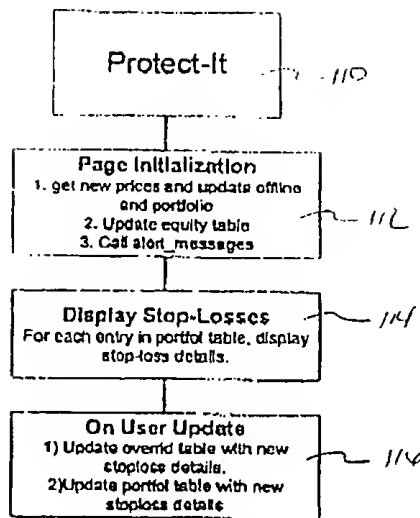 Protect-It
110
Page Initialization
1. get new prices and update offline
and portfolio
2. Update equity table
3. Call alert_messages
112
Display Stop-Losses
For each entry in portfol table, display
stop-loss details.
114
On User Update
1) Update overrid table with new
stoploss details.
2)Update portfol table with new
stoploss details
116